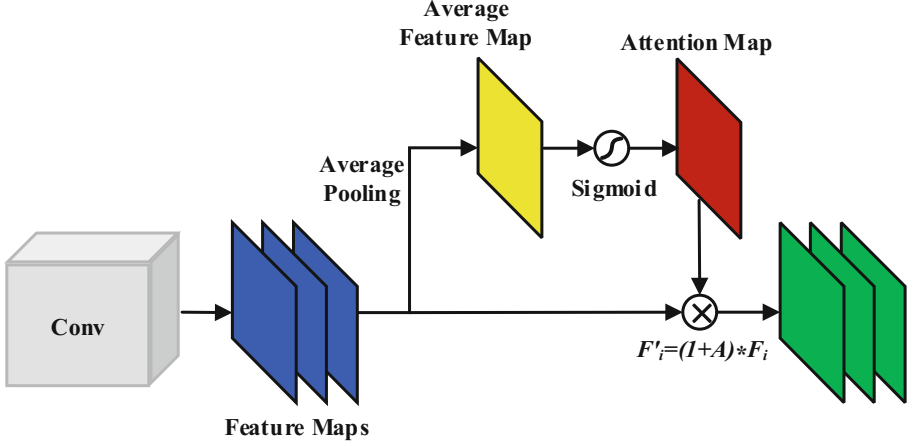 Average
Feature Map
Attention Map
Average
Pooling
Sigmoid
Conv
F'i=(1+A)*Fi
Feature Maps